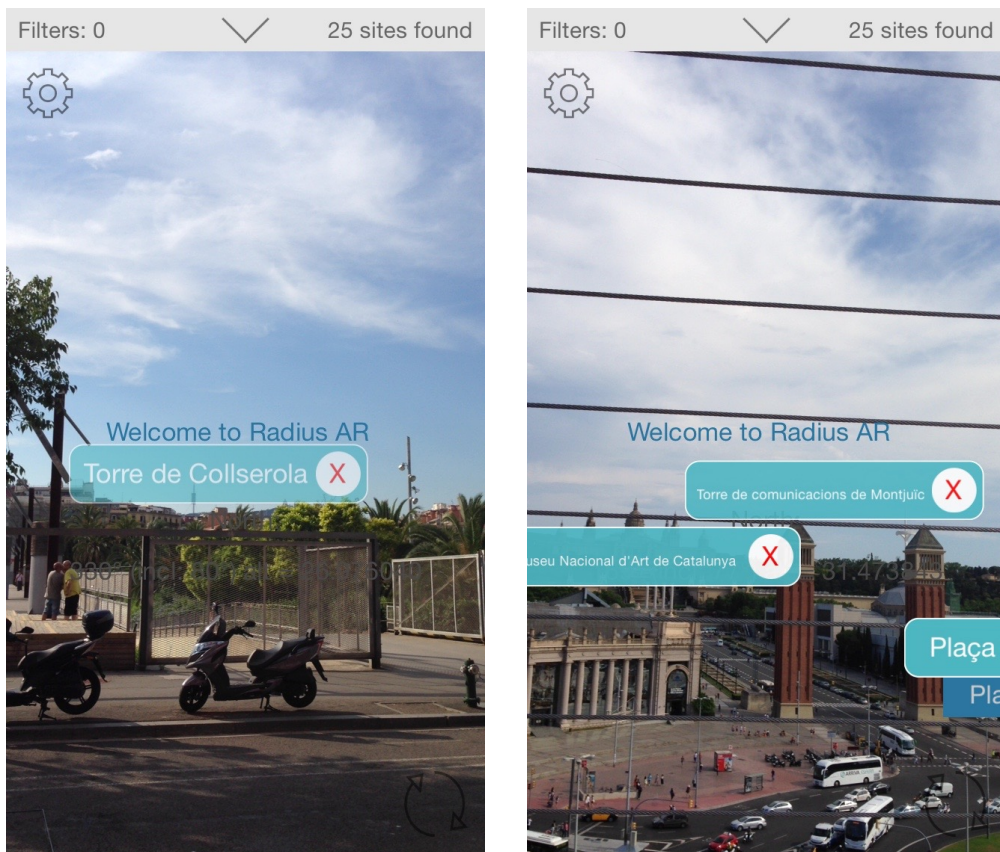 Filters: 0
25 sites found
Welcome to Radius AR
Torre de Collserola
X
Filters: 0
25 sites found
Welcome to Radius AR
Torre de comunicacions de Montjuïc
X
North
useu Nacional d'Art de Catalunya
X
Plaça
Pla